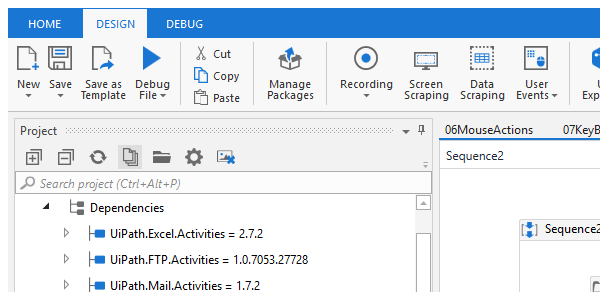 HOME DESIGN DEBUG
New Save Save as Template Debug File Cut Copy Paste Manage Packages Recording Screen Scraping Data Scraping User Events
Project
06MouseActions
Search project (Ctrl+Alt+P)
Sequence2
Dependencies
UiPath.Excel.Activities = 2.7.2
Sequence2
UiPath.FTP.Activities = 1.0.7053.27728
UiPath.Mail.Activities = 1.7.2